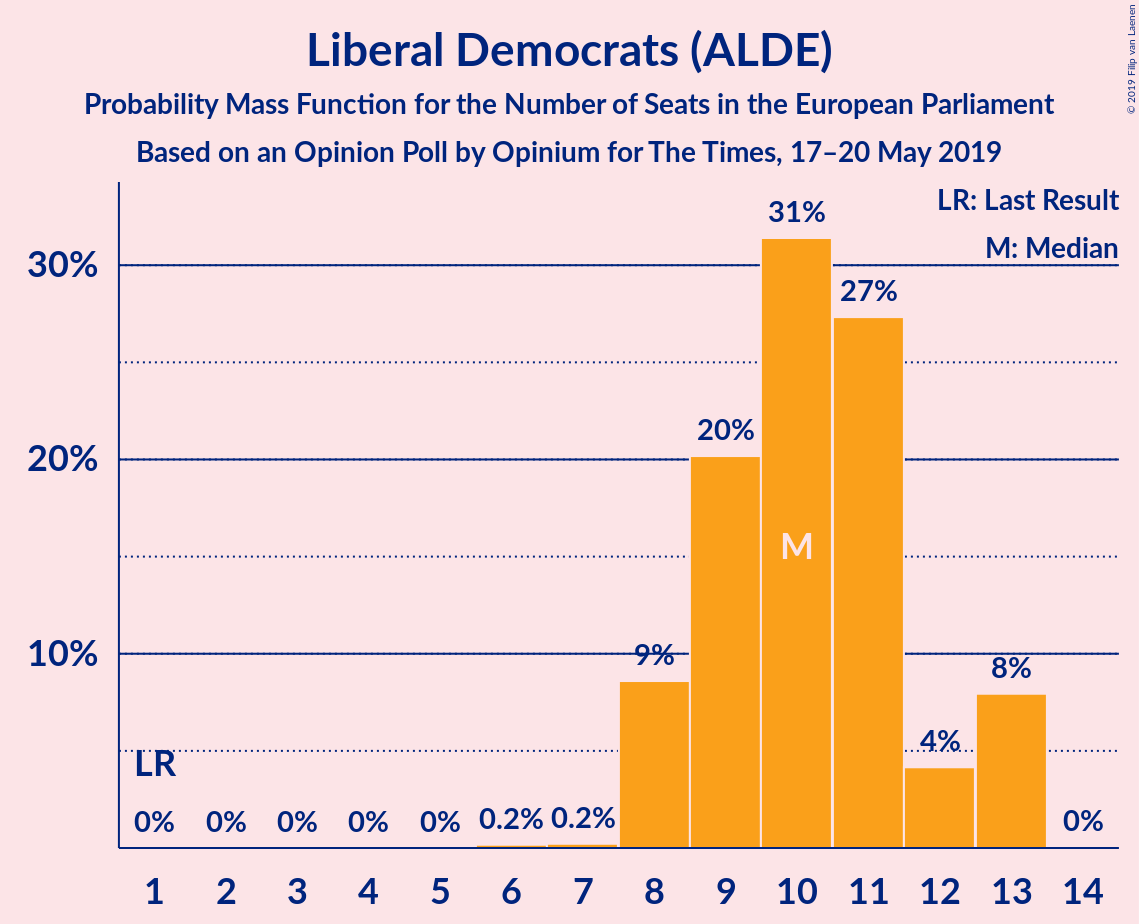 Liberal Democrats (ALDE)
Probability Mass Function for the Number of Seats in the European Parliament
Based on an Opinion Poll by Opinium for The Times, 17–20 May 2019
© 2019 Filip van Laenen
LR: Last Result
M: Median
30%
20%
10%
31%
27%
20%
M
9%
8%
4%
LR
0% 0% 0% 0% 0% 0.2% 0.2% 0%
1 2 3 4 5 6 7 8 9 10 11 12 13 14